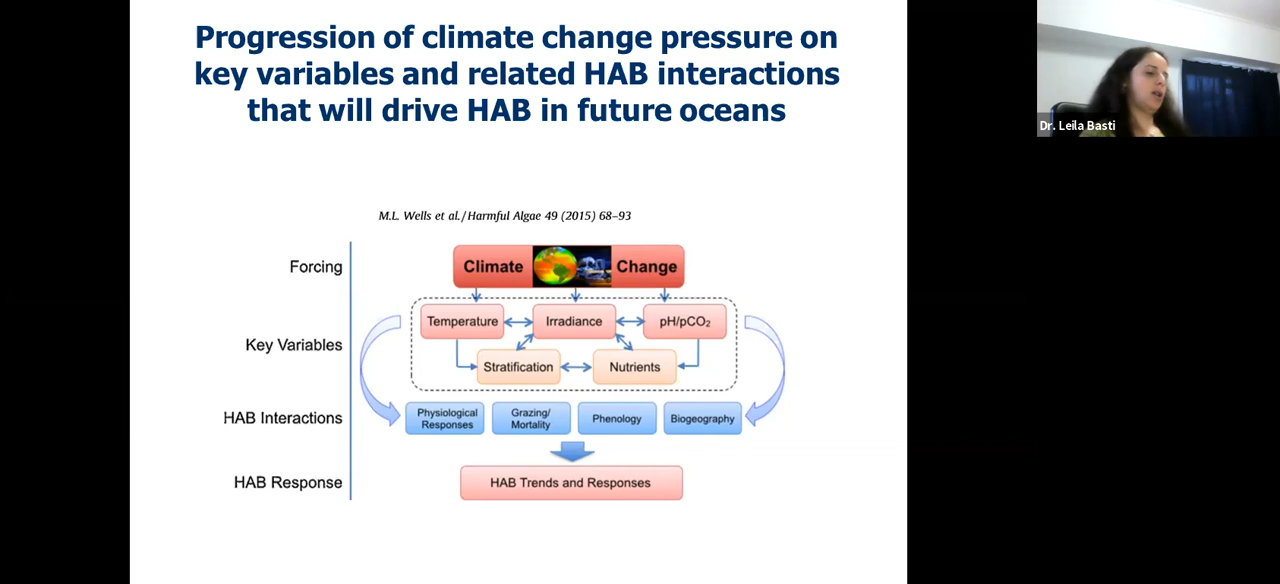 Progression of climate change pressure on
key variables and related HAB interactions
that will drive HAB in future oceans
Dr. Leila Basti
M.L. Wells et al./Harmful Algae 49 (2015) 68–93
Forcing
Climate Change
Key Variables
Temperature
Irradiance
pH/pCO₂
Stratification
Nutrients
HAB Interactions
Physiological
Responses
Grazing/
Mortality
Phenology
Biogeography
HAB Response
HAB Trends and Responses